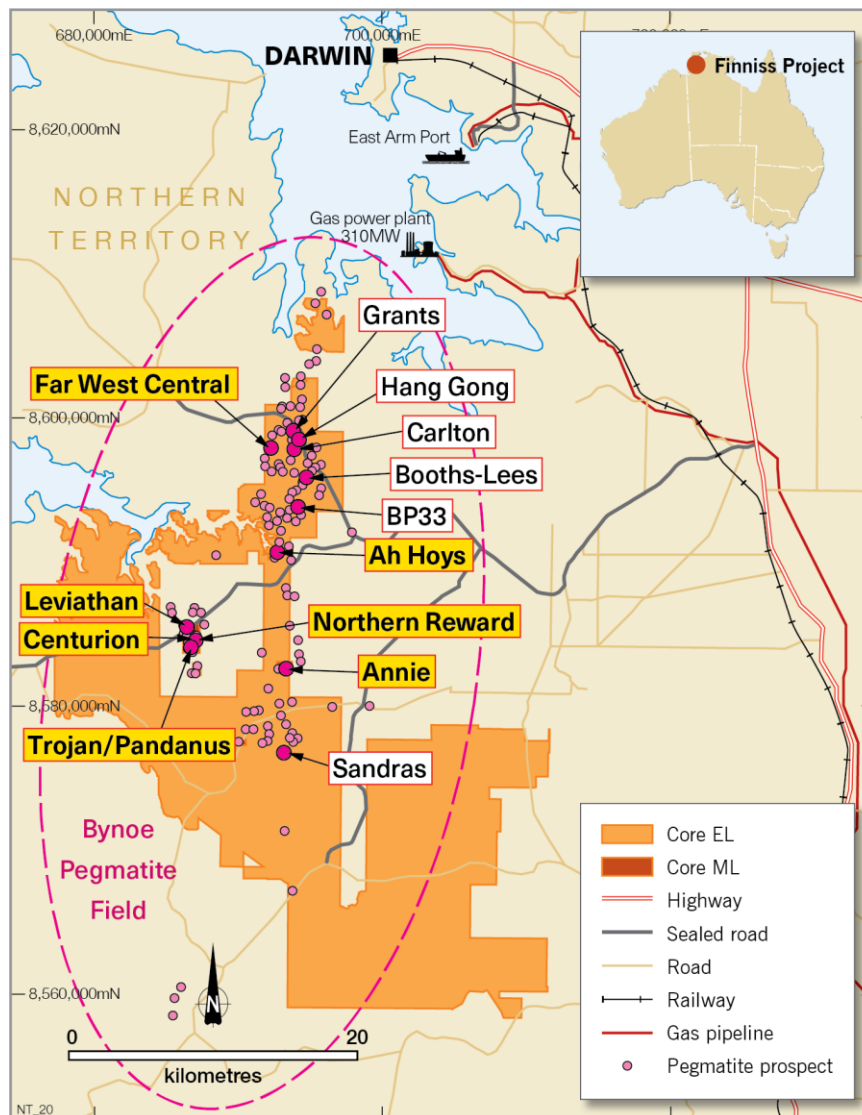 680,000mE
700,000mE
DARWIN
Finniss Project
8,620,000mN
East Arm Port
NORTHERN
TERRITORY
Gas power plant
310MW
Grants
Far West Central
Hang Gong
8,600,000mN
Carlton
Booths-Lees
BP33
Ah Hoys
Leviathan
Northern Reward
Centurion
Annie
8,580,000mN
Trojan/Pandanus
Sandras
Bynoe
Pegmatite
Field
Core EL
Core ML
Highway
Sealed road
Road
Railway
Gas pipeline
Pegmatite prospect
8,560,000mN
N
0 20
kilometres
NT_20